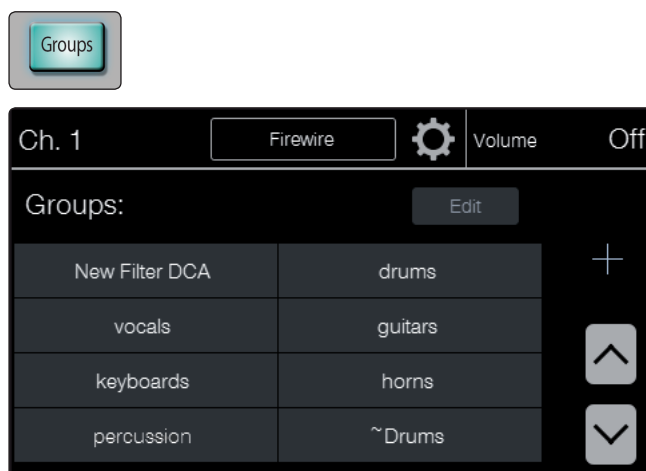 Groups
Ch. 1 Firewire Volume Off
Groups: Edit
New Filter DCA drums
vocals guitars
keyboards horns
percussion ~Drums